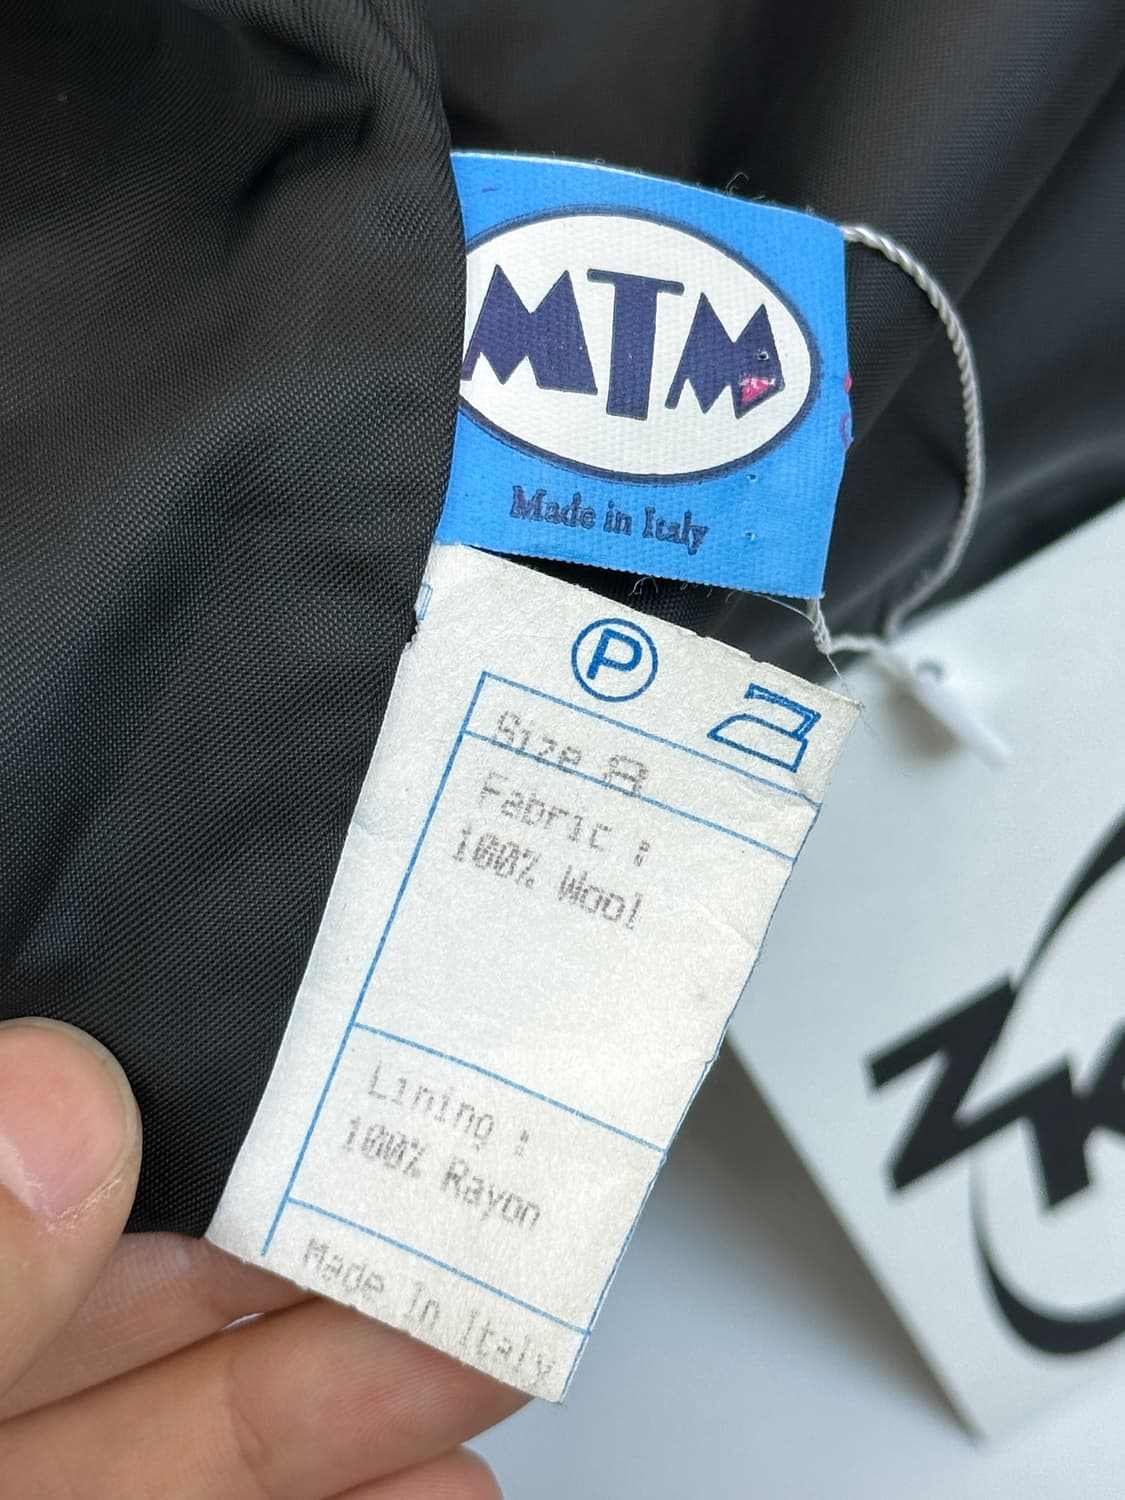 MTM
Made in Italy
P
Size 8
Fabric :
100% Wool
Lining :
100% Rayon
Made In Italy